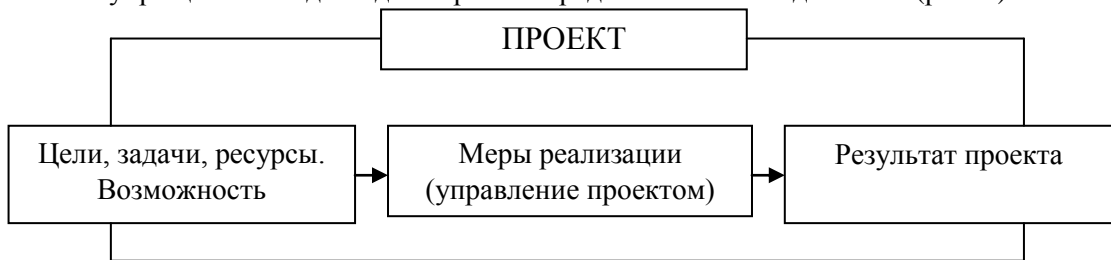 ПРОЕКТ
Цели, задачи, ресурсы.
Возможность
Меры реализации
(управление проектом)
Результат проекта